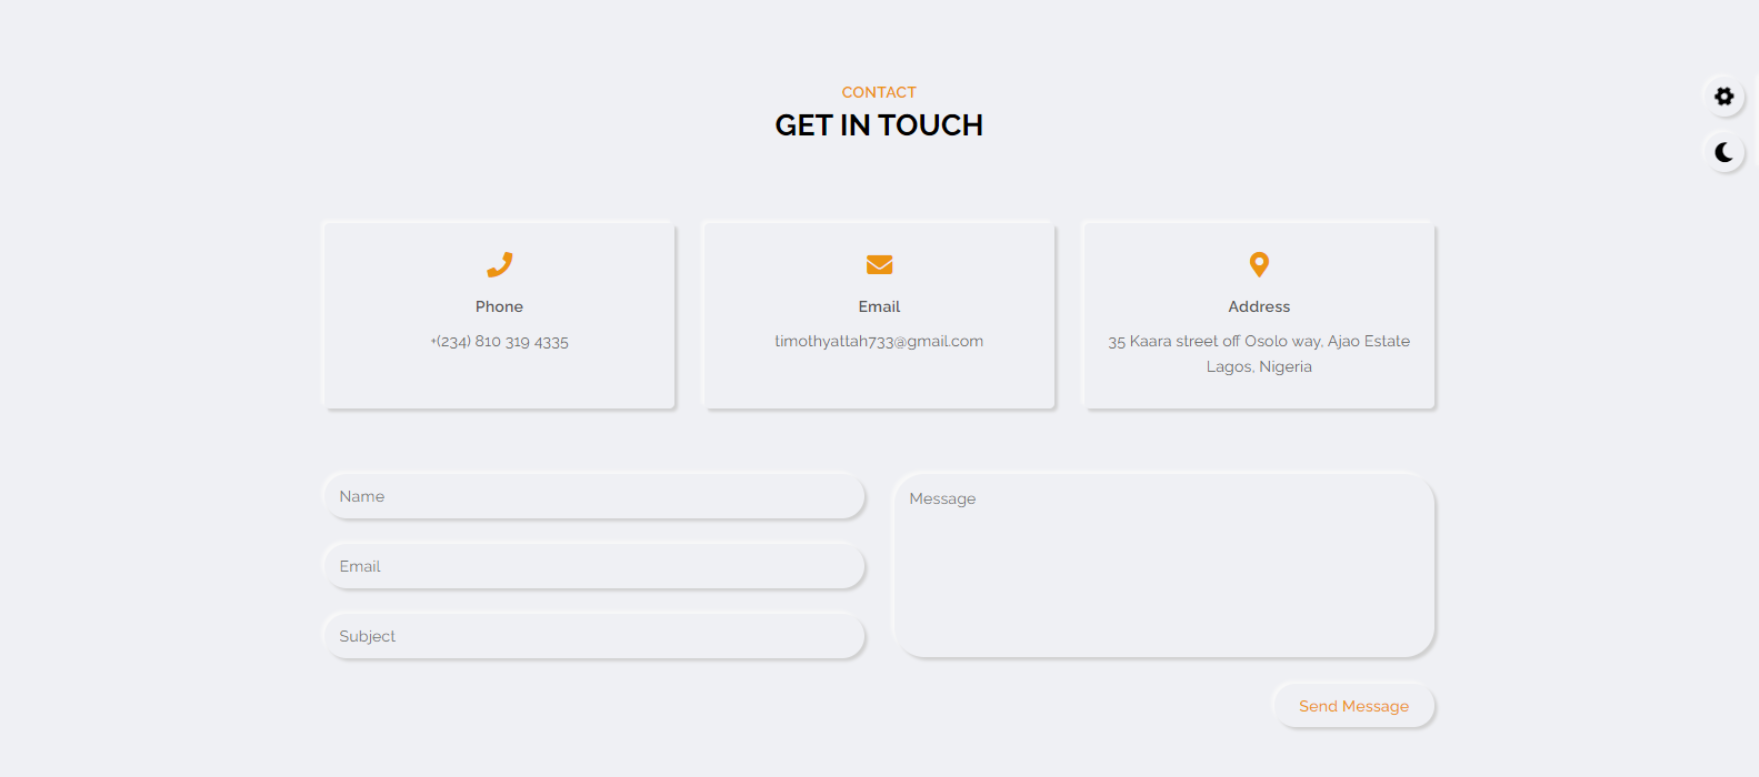 CONTACT
GET IN TOUCH
Phone
+(234) 810 319 4335
Email
timothyattah733@gmail.com
Address
35 Kaara street off Osolo way, Ajao Estate
Lagos, Nigeria
Name
Email
Subject
Message
Send Message